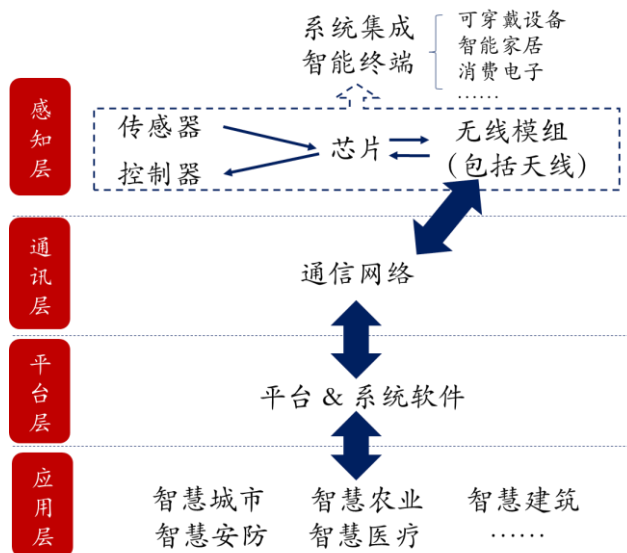 系统集成
智能终端
可穿戴设备
智能家居
消费电子
……
感知层
传感器
控制器
芯片
无线模组
(包括天线)
通讯层
通信网络
平台层
平台 & 系统软件
应用层
智慧城市
智慧农业
智慧建筑
智慧安防
智慧医疗
……